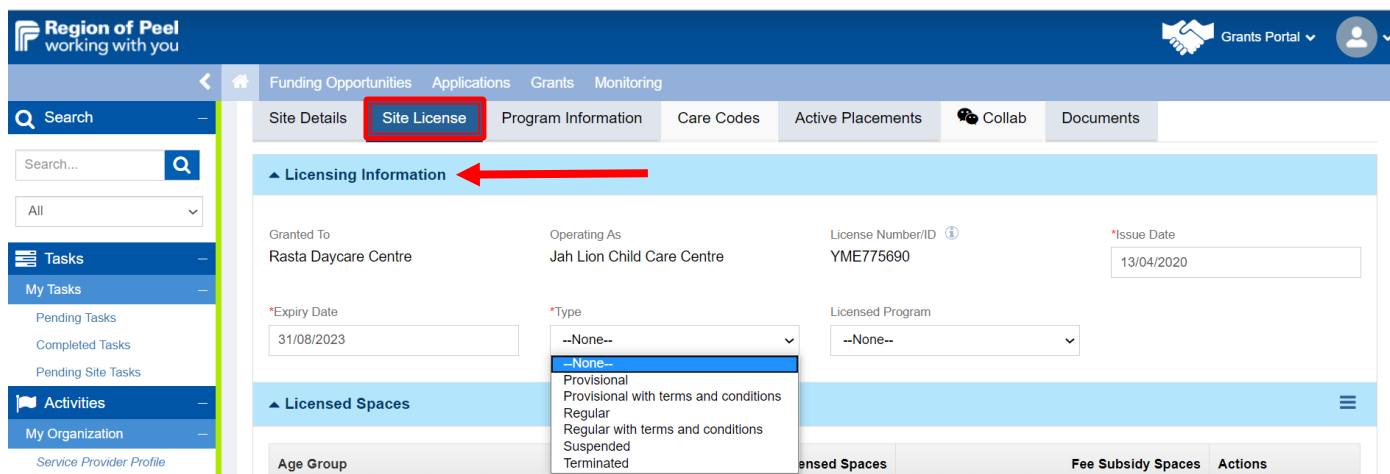 Region of Peel
working with you
Grants Portal
Funding Opportunities Applications Grants Monitoring
Search
Search...
All
Tasks
My Tasks
Pending Tasks
Completed Tasks
Pending Site Tasks
Activities
My Organization
Service Provider Profile
Site Details Site License Program Information Care Codes Active Placements Collab Documents
Licensing Information
Granted To Operating As License Number/ID *Issue Date
Rasta Daycare Centre Jah Lion Child Care Centre YME775690 13/04/2020
*Expiry Date *Type Licensed Program
31/08/2023 --None-- --None--
--None--
Provisional
Provisional with terms and conditions
Regular
Regular with terms and conditions
Suspended
Terminated
Licensed Spaces
Age Group ensed Spaces Fee Subsidy Spaces Actions